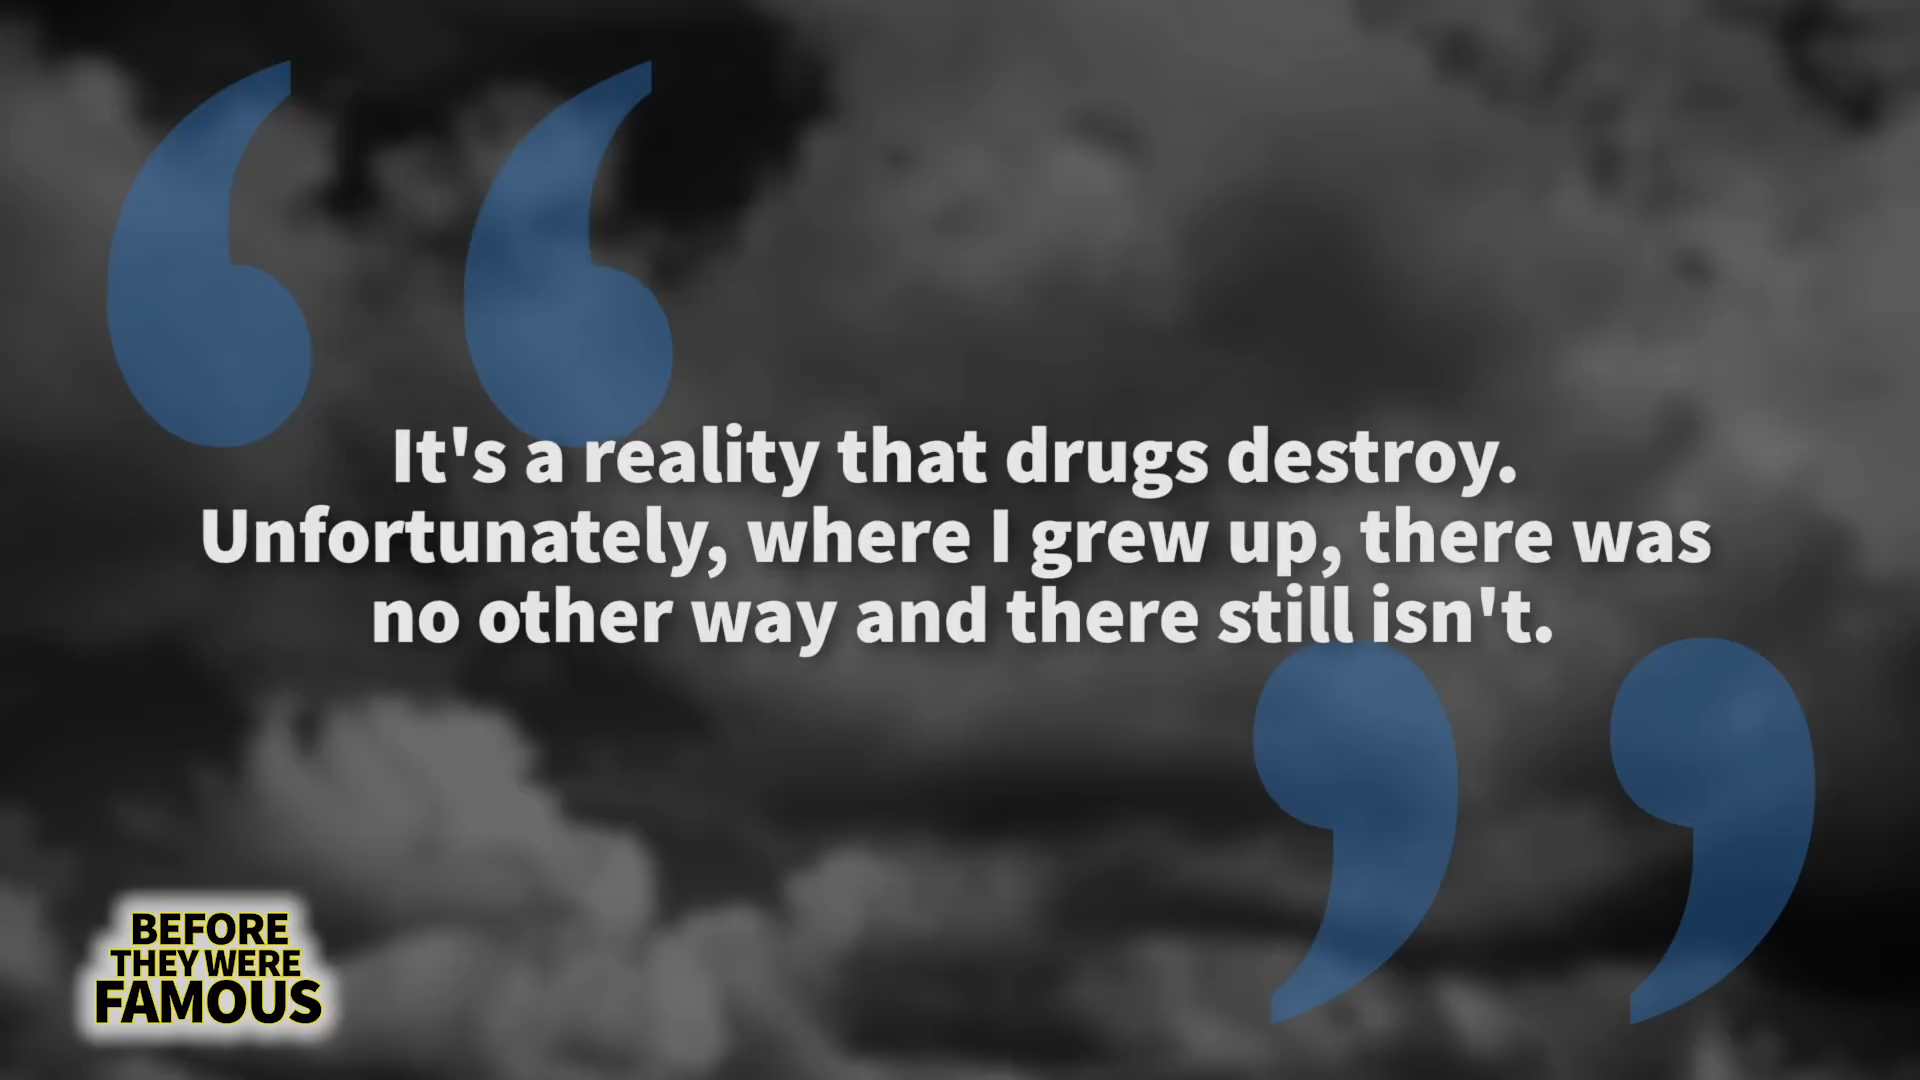 It's a reality that drugs destroy.
Unfortunately, where I grew up, there was
no other way and there still isn't.
BEFORE
THEY WERE
FAMOUS